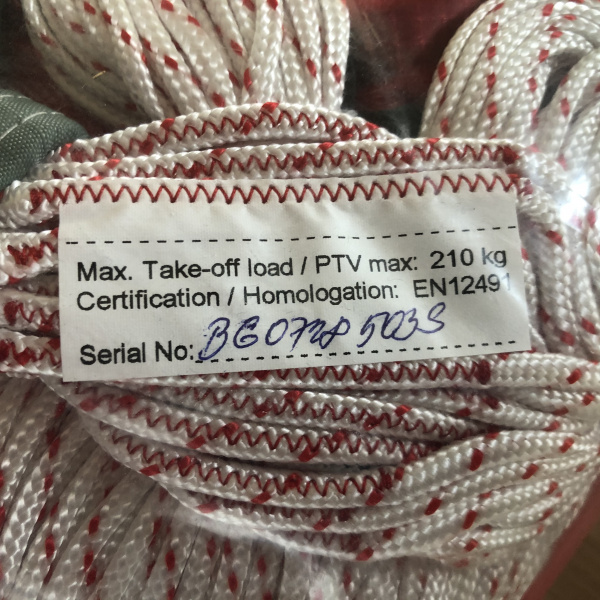 Max. Take-off load / PTV max: 210 kg
Certification / Homologation: EN12491
Serial No: